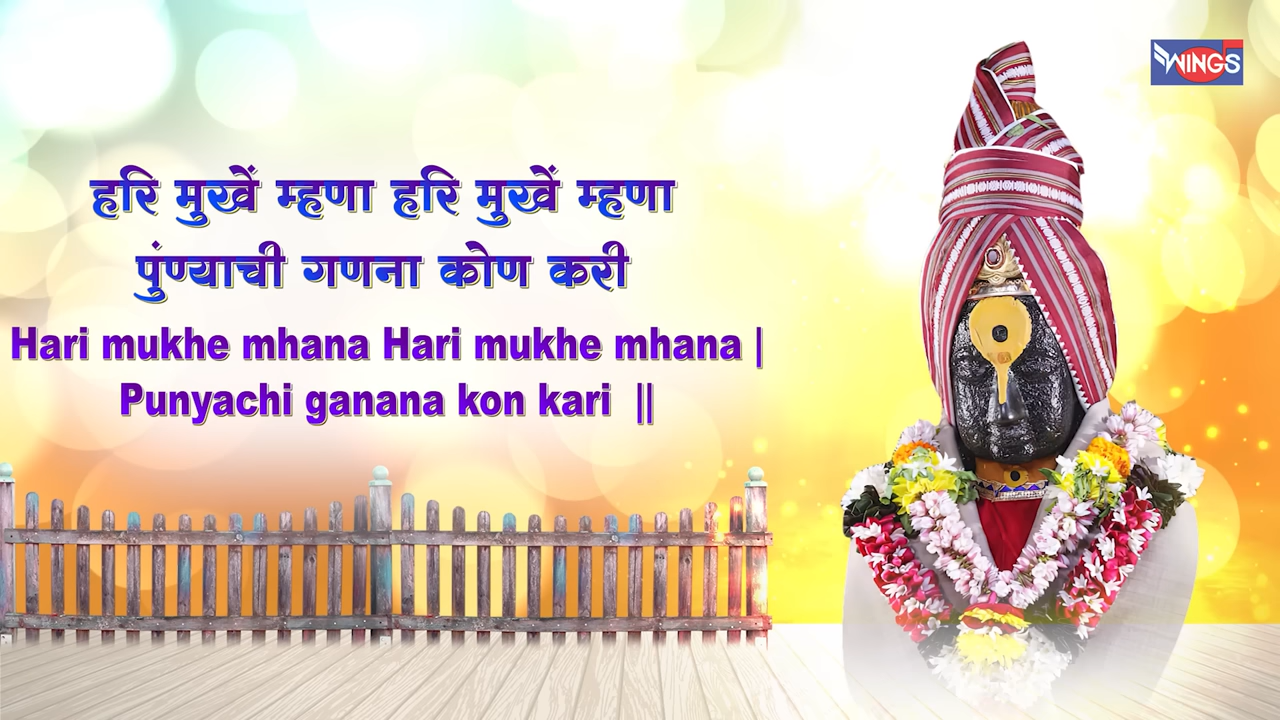 हरि मुखें म्हणा हरि मुखें म्हणा
पुंण्याची गणना कोण करी
Hari mukhe mhana Hari mukhe mhana |
Punyachi ganana kon kari ||
WINGS